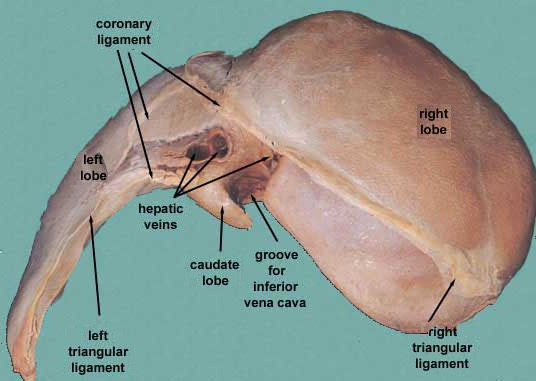 coronary
ligament
right
lobe
left
lobe
hepatic
veins
caudate
lobe
groove
for
inferior
vena cava
left
triangular
ligament
right
triangular
ligament